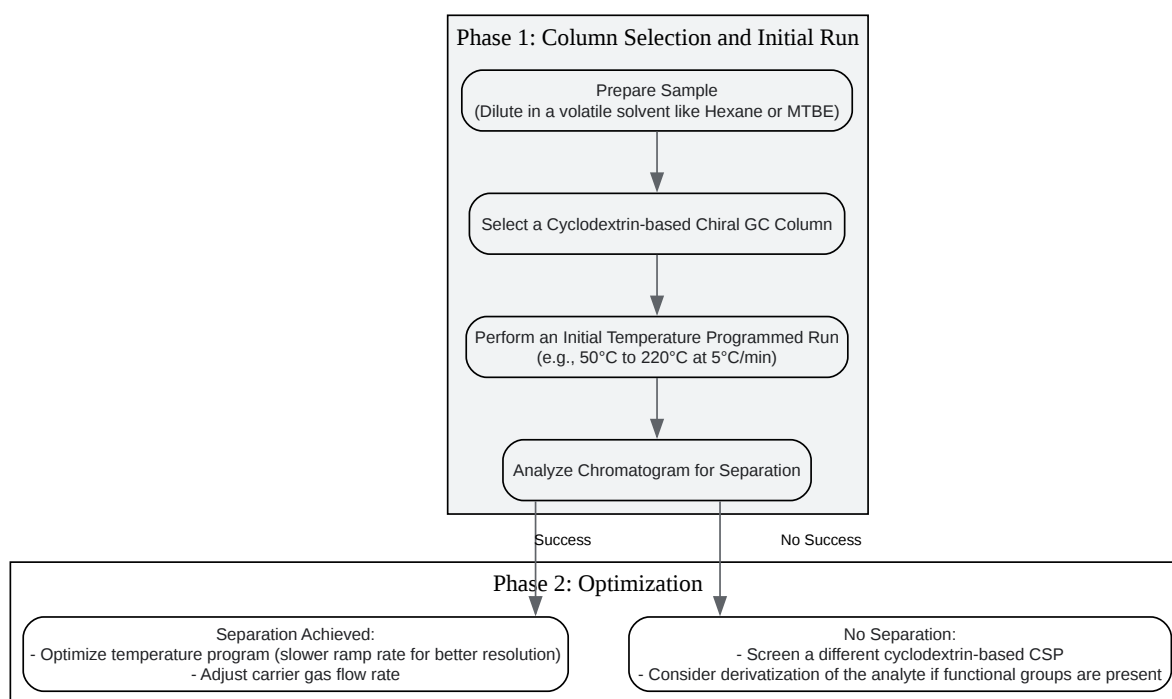 Phase 1: Column Selection and Initial Run
Prepare Sample
(Dilute in a volatile solvent like Hexane or MTBE)
Select a Cyclodextrin-based Chiral GC Column
Perform an Initial Temperature Programmed Run
(e.g., 50°C to 220°C at 5°C/min)
Analyze Chromatogram for Separation
Success
No Success
Phase 2: Optimization
Separation Achieved:
- Optimize temperature program (slower ramp rate for better resolution)
- Adjust carrier gas flow rate
No Separation:
- Screen a different cyclodextrin-based CSP
- Consider derivatization of the analyte if functional groups are present